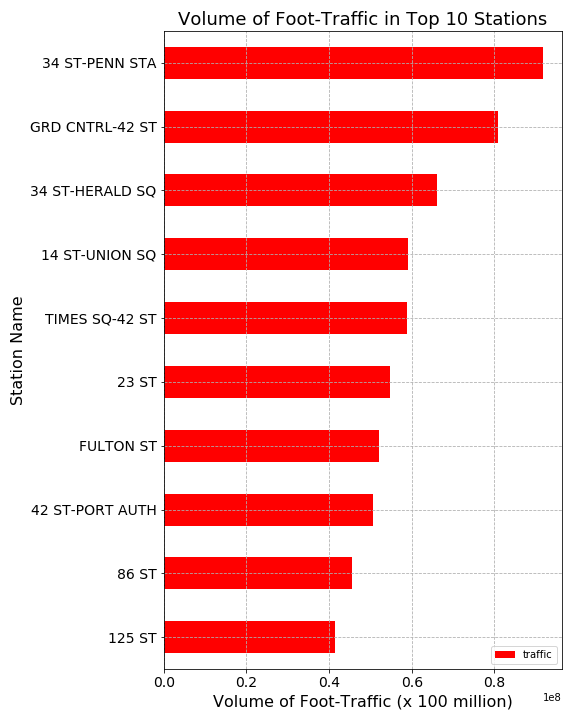 Volume of Foot-Traffic in Top 10 Stations
Station Name
34 ST-PENN STA
GRD CNTRL-42 ST
34 ST-HERALD SQ
14 ST-UNION SQ
TIMES SQ-42 ST
23 ST
FULTON ST
42 ST-PORT AUTH
86 ST
125 ST
traffic
0.0 0.2 0.4 0.6 0.8
1e8
Volume of Foot-Traffic (x 100 million)